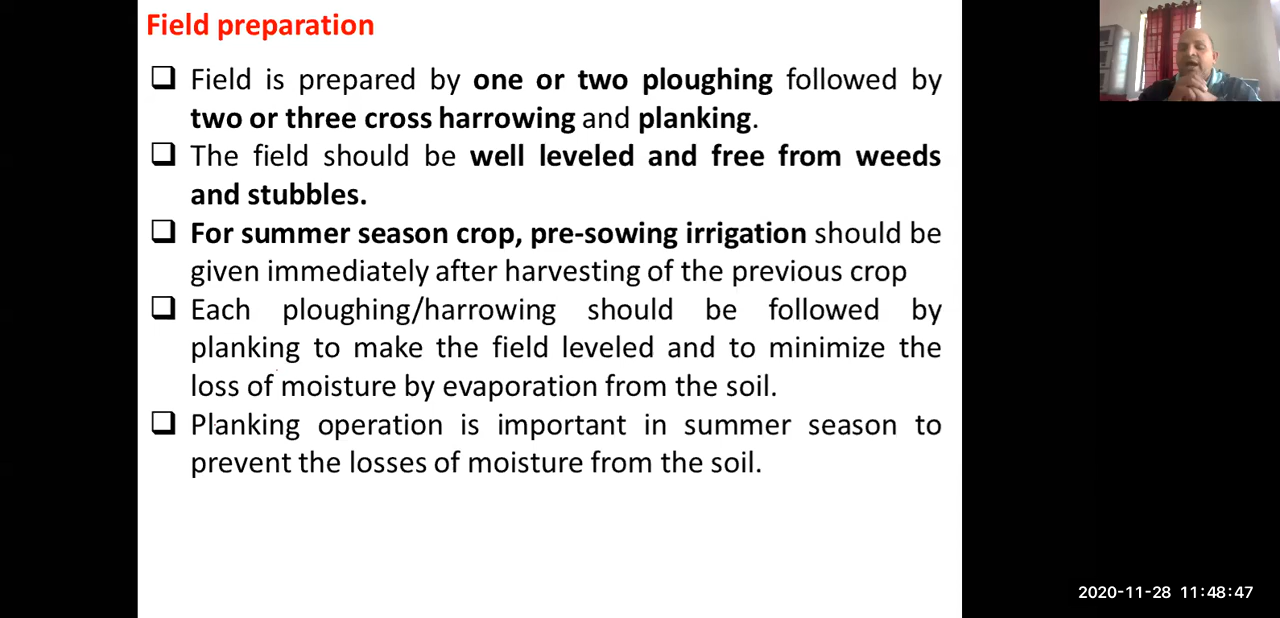 Field preparation
Field is prepared by one or two ploughing followed by
two or three cross harrowing and planking.
The field should be well leveled and free from weeds
and stubbles.
For summer season crop, pre-sowing irrigation should be
given immediately after harvesting of the previous crop
Each ploughing/harrowing should be followed by
planking to make the field leveled and to minimize the
loss of moisture by evaporation from the soil.
Planking operation is important in summer season to
prevent the losses of moisture from the soil.
2020-11-28 11:48:47